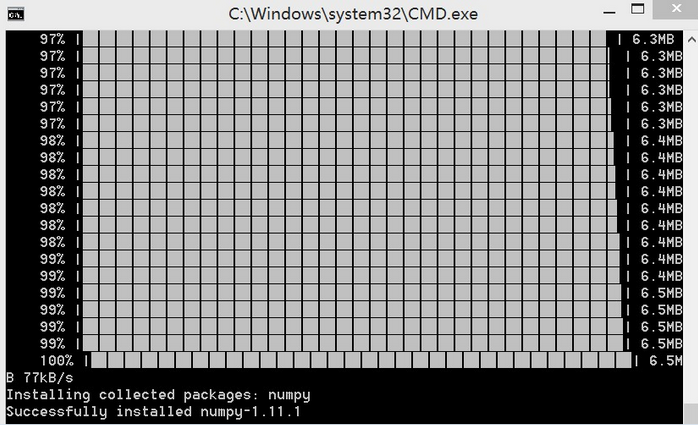 C:\Windows\system32\CMD.exe
97% | | 6.3MB
97% | | 6.3MB
97% | | 6.3MB
97% | | 6.3MB
97% | | 6.3MB
97% | | 6.3MB
98% | | 6.4MB
98% | | 6.4MB
98% | | 6.4MB
98% | | 6.4MB
98% | | 6.4MB
98% | | 6.4MB
98% | | 6.4MB
99% | | 6.4MB
99% | | 6.4MB
99% | | 6.5MB
99% | | 6.5MB
99% | | 6.5MB
99% | | 6.5MB
100% | | 6.5M
B 77kB/s
Installing collected packages: numpy
Successfully installed numpy-1.11.1